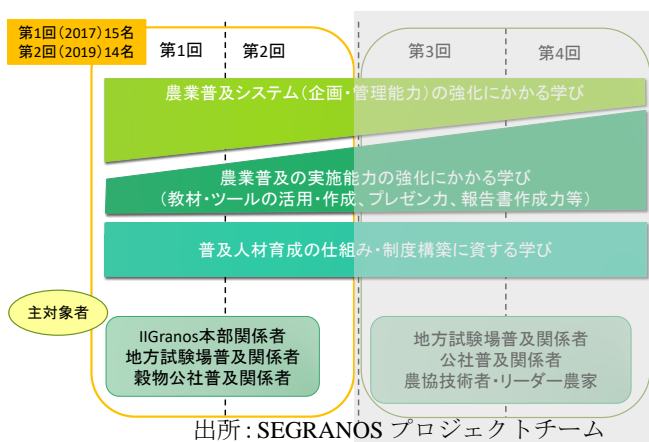 第1回(2017)15名
第2回(2019)14名
第1回
第2回
第3回
第4回
農業普及システム(企画・管理能力)の強化にかかる学び
農業普及の実施能力の強化にかかる学び
(教材・ツールの活用・作成、プレゼン力、報告書作成力等)
普及人材育成の仕組み・制度構築に資する学び
主対象者
IIGranos本部関係者
地方試験場普及関係者
穀物公社普及関係者
地方試験場普及関係者
公社普及関係者
農協技術者・リーダー農家
出所 : SEGRANOS プロジェクトチーム